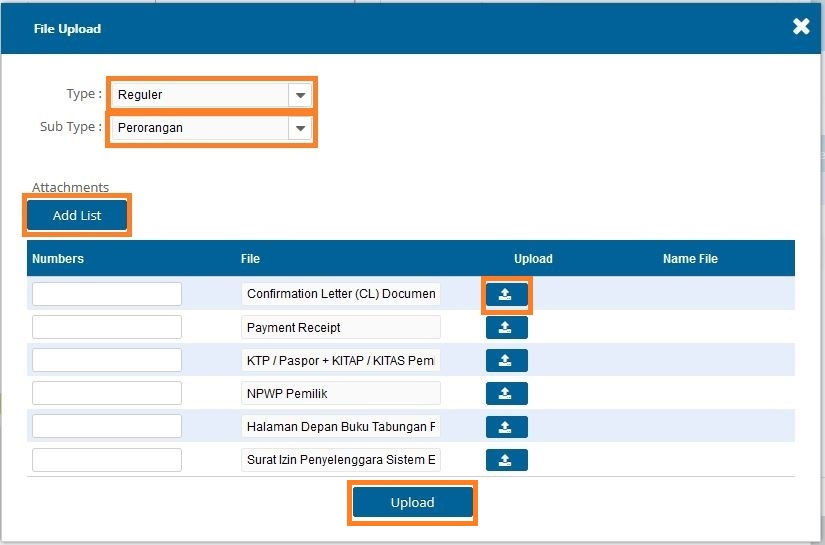 File Upload
Type :
Reguler
Sub Type :
Perorangan
Attachments
Add List
Numbers File Upload Name File
Confirmation Letter (CL) Documen
Payment Receipt
KTP / Paspor + KITAP / KITAS Pemi
NPWP Pemilik
Halaman Depan Buku Tabungan P
Surat Izin Penyelenggara Sistem E
Upload